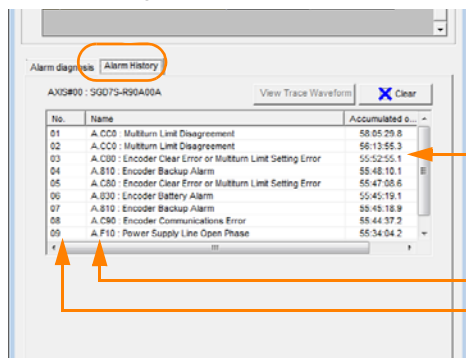 Alarm diagnosis Alarm History
AXIS#00 : SGD7S-R90A00A View Trace Waveform Clear
No. Name Accumulated o...
01 A.CC0 : Multiturn Limit Disagreement 58:05:29.8
02 A.CC0 : Multiturn Limit Disagreement 56:13:55.3
03 A.C80 : Encoder Clear Error or Multiturn Limit Setting Error 55:52:55.1
04 A.810 : Encoder Backup Alarm 55:48:10.1
05 A.C80 : Encoder Clear Error or Multiturn Limit Setting Error 55:47:08.6
06 A.830 : Encoder Battery Alarm 55:45:19.1
07 A.810 : Encoder Backup Alarm 55:45:18.9
08 A.C90 : Encoder Communications Error 55:44:37.2
09 A.F10 : Power Supply Line Open Phase 55:34:04.2